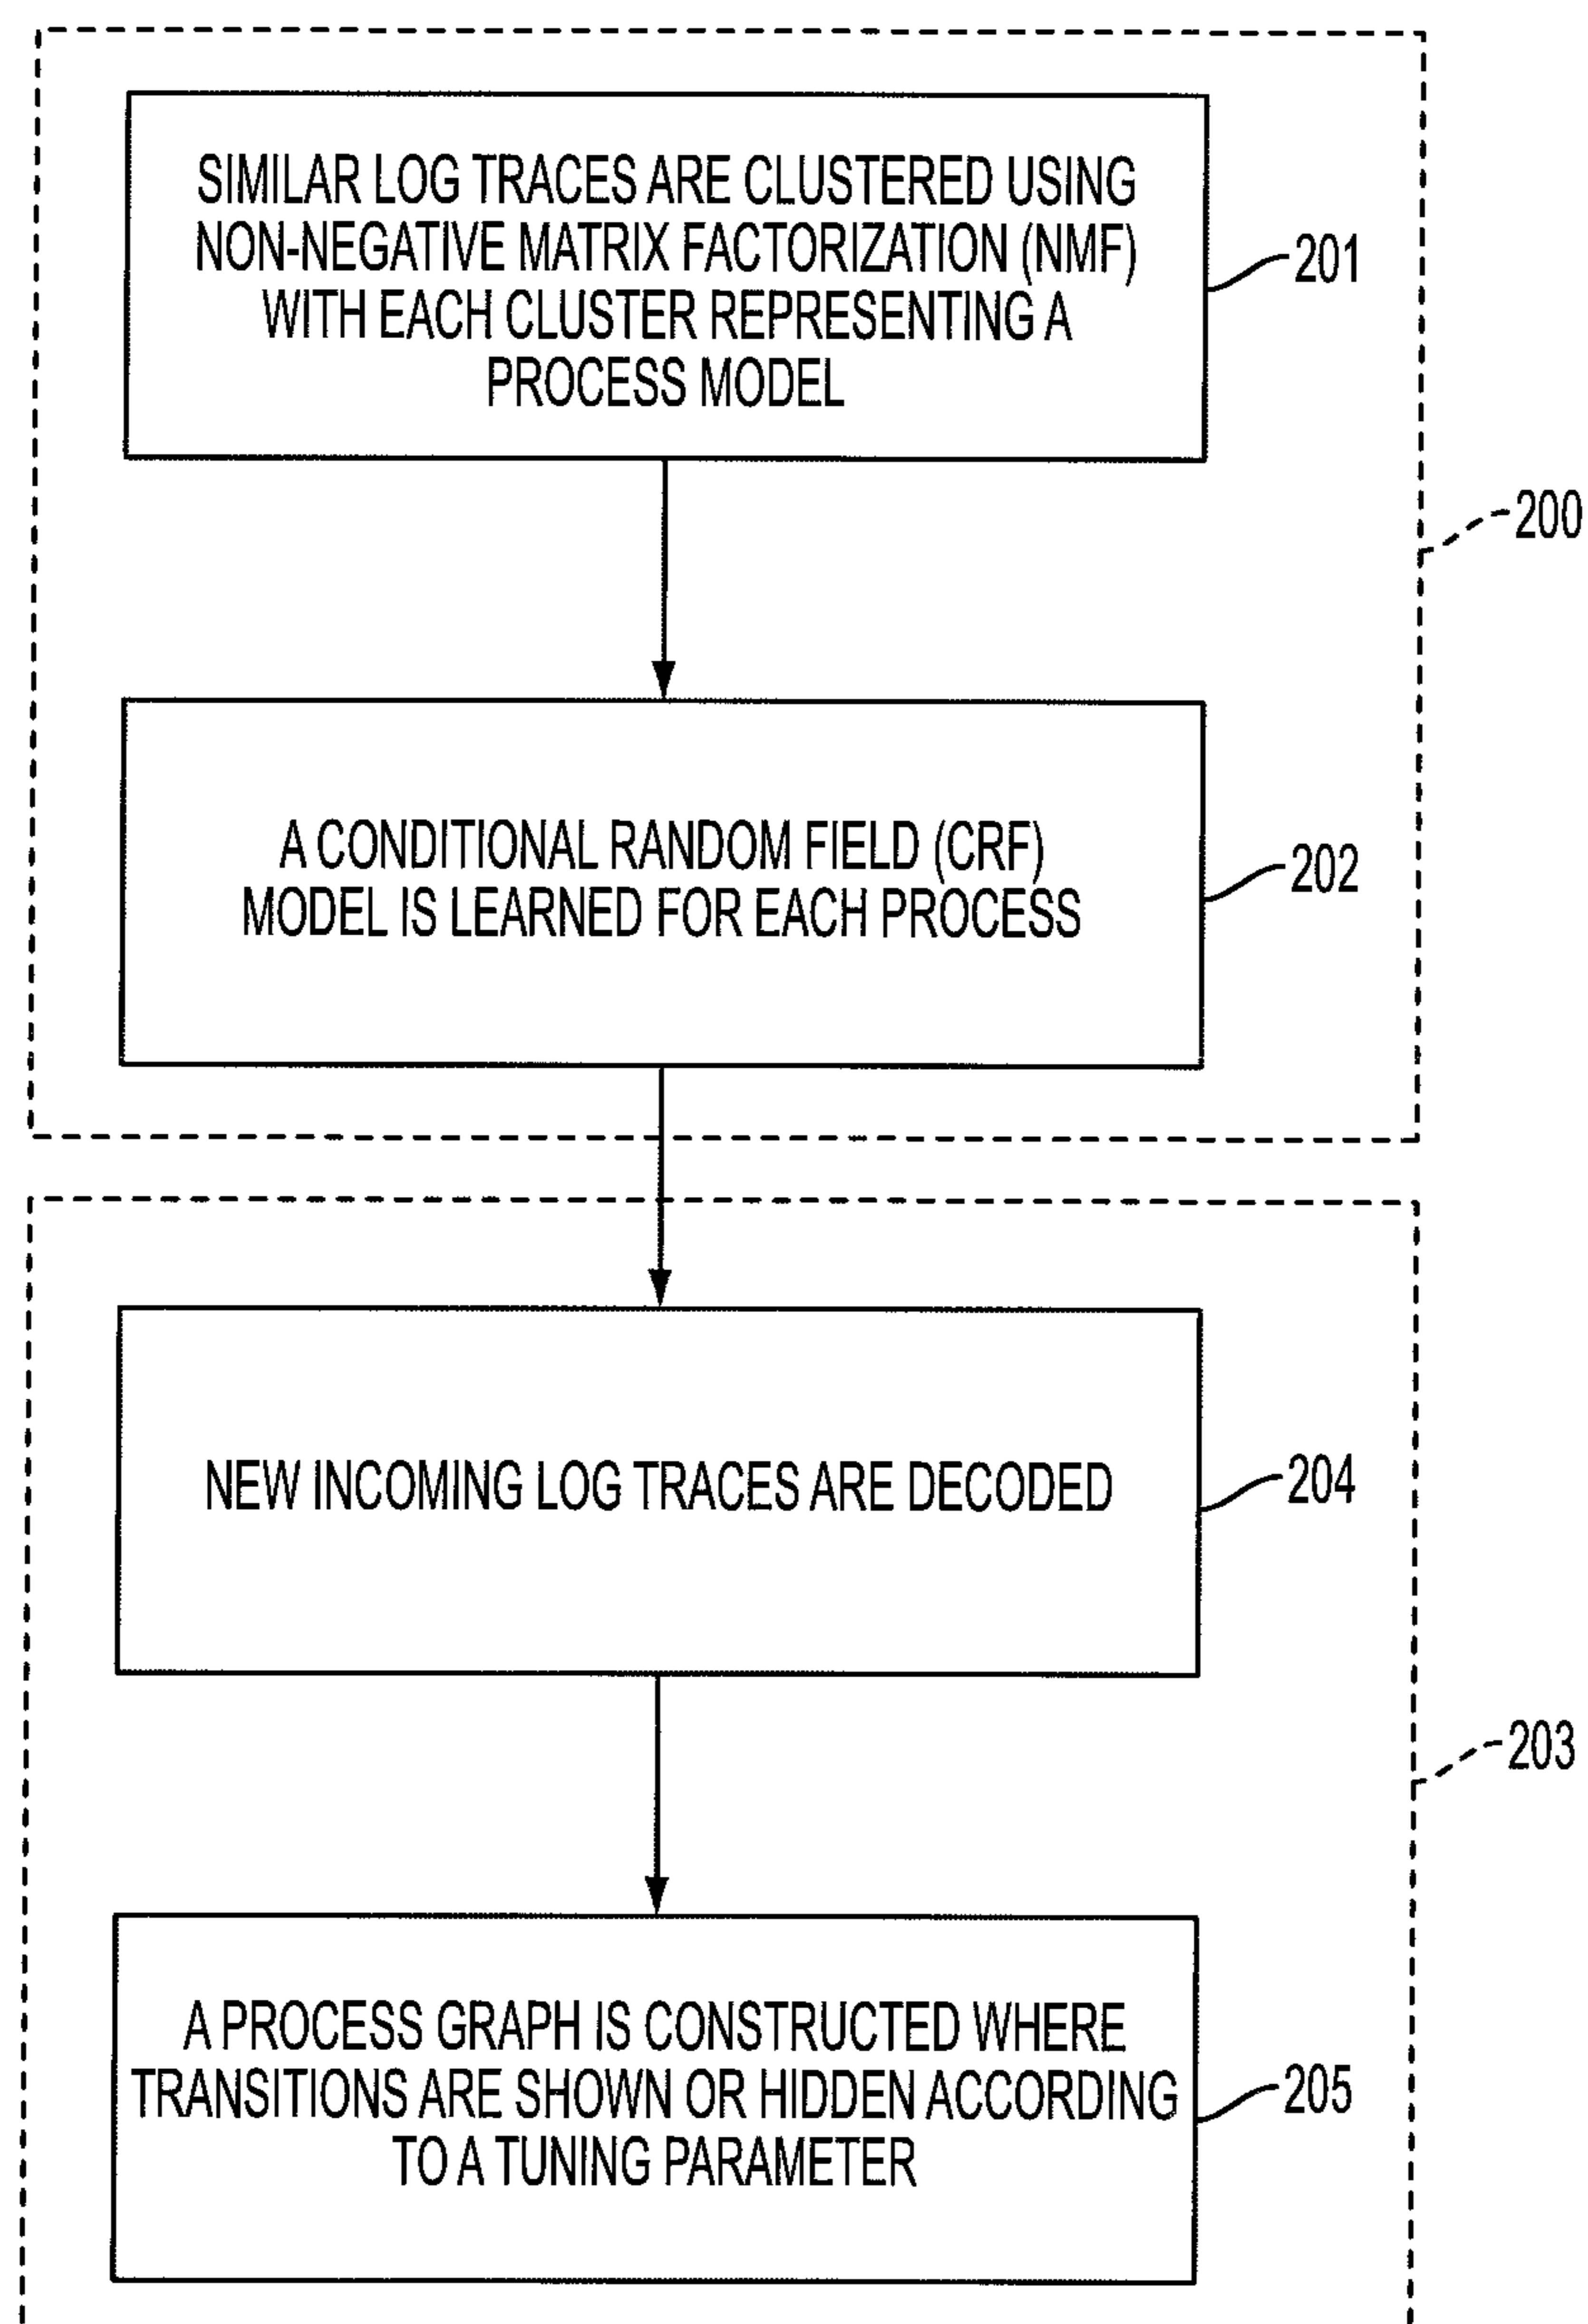 SIMILAR LOG TRACES ARE CLUSTERED USING
NON-NEGATIVE MATRIX FACTORIZATION (NMF)
WITH EACH CLUSTER REPRESENTING A
PROCESS MODEL
201
200
A CONDITIONAL RANDOM FIELD (CRF)
MODEL IS LEARNED FOR EACH PROCESS
202
NEW INCOMING LOG TRACES ARE DECODED
204
203
A PROCESS GRAPH IS CONSTRUCTED WHERE
TRANSITIONS ARE SHOWN OR HIDDEN ACCORDING
TO A TUNING PARAMETER
205